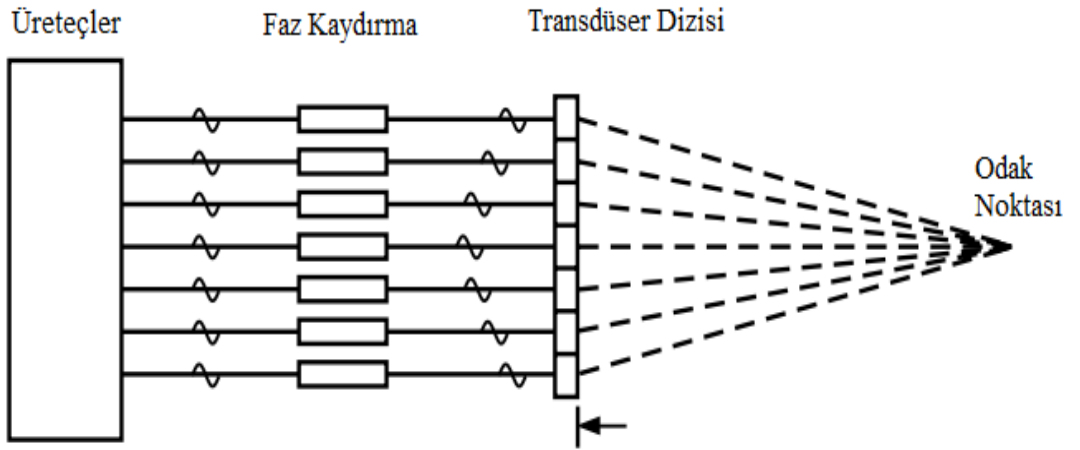 Üreteçler
Faz Kaydırma
Transdüser Dizisi
Odak
Noktası